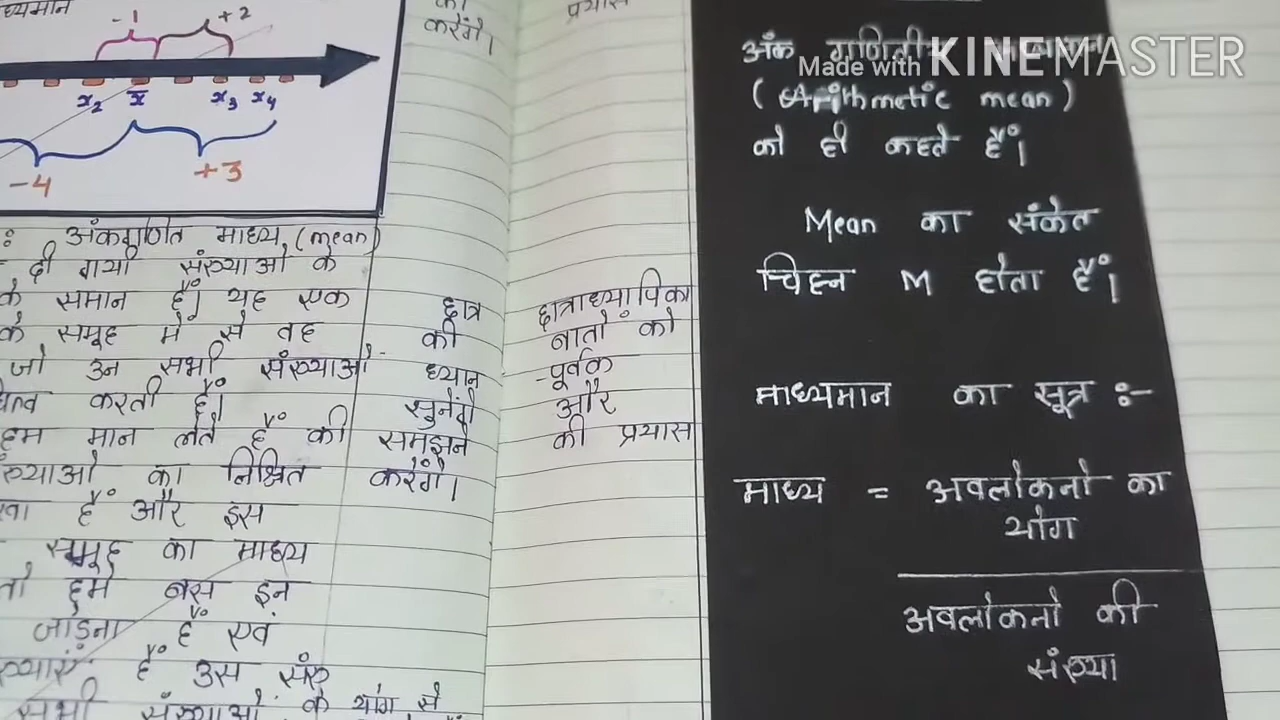 ध्यमान
-1
+2
x2 x̄ x3 x4
-4
+3
अंकगणित माध्य (mean)
दी गयी संख्याओ के
के समान है। यह एक
के समूह मे से वह
जो उन सभी संख्याओ
करती है।
हम मान लेते है की
का निश्चित
है और इस
समूह का माध्य
तो हमे बस इन
जोड़ना है एवं
है उस
सभी संख्याओ के योग से
करेंगे।
प्रयास
छात्र छात्राध्यापिका
की बातो को
ध्यान -पूर्वक
सुनेंगे और
समझने की प्रयास
करेंगे।
Made with KINEMASTER
अंक गणितीय
(Arithmetic mean)
को ही कहते है।
Mean का संकेत
चिह्न M होता है।
माध्यमान का सूत्र :-
माध्य = अवलोकनो का
योग
अवलोकनो की
संख्या